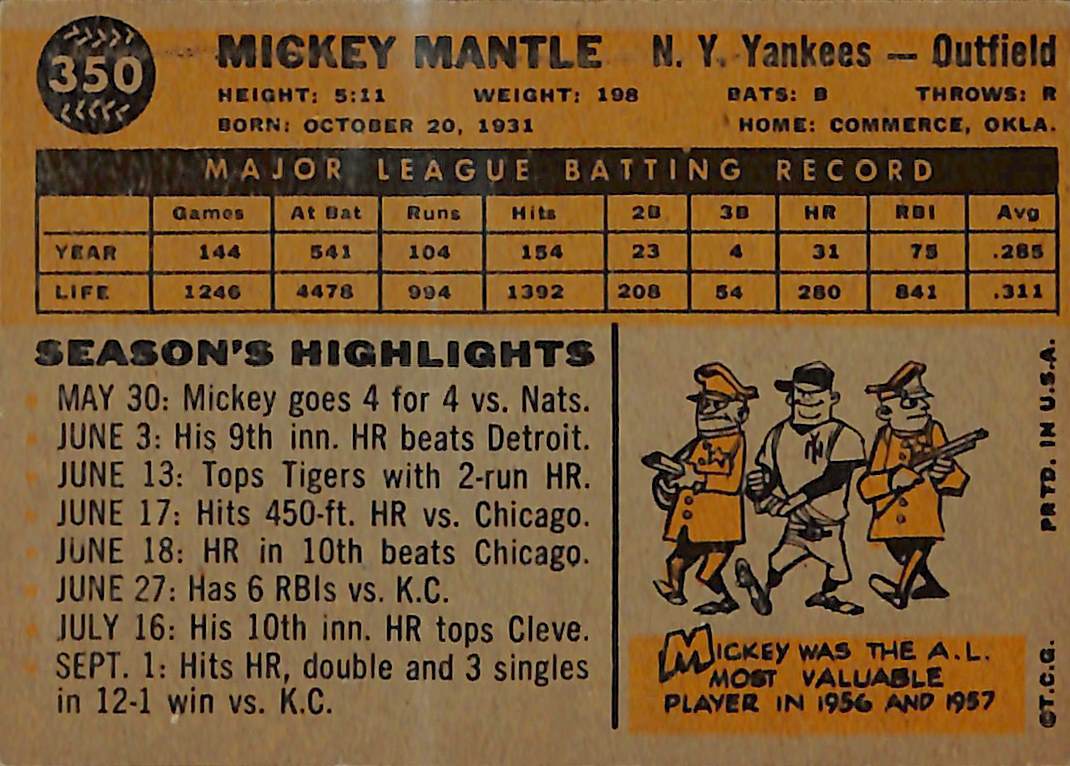 350
MICKEY MANTLE N. Y. Yankees — Outfield
HEIGHT: 5:11 WEIGHT: 198 BATS: B THROWS: R
BORN: OCTOBER 20, 1931 HOME: COMMERCE, OKLA.
MAJOR LEAGUE BATTING RECORD
Games At Bat Runs Hits 2B 3B HR RBI Avg
YEAR 144 541 104 154 23 4 31 75 .285
LIFE 1246 4478 994 1392 208 54 280 841 .311
SEASON'S HIGHLIGHTS
MAY 30: Mickey goes 4 for 4 vs. Nats.
JUNE 3: His 9th inn. HR beats Detroit.
JUNE 13: Tops Tigers with 2-run HR.
JUNE 17: Hits 450-ft. HR vs. Chicago.
JUNE 18: HR in 10th beats Chicago.
JUNE 27: Has 6 RBIs vs. K.C.
JULY 16: His 10th inn. HR tops Cleve.
SEPT. 1: Hits HR, double and 3 singles
in 12-1 win vs. K.C.
NY
MICKEY WAS THE A.L.
MOST VALUABLE
PLAYER IN 1956 AND 1957
©T.C.G. PRTD. IN U.S.A.